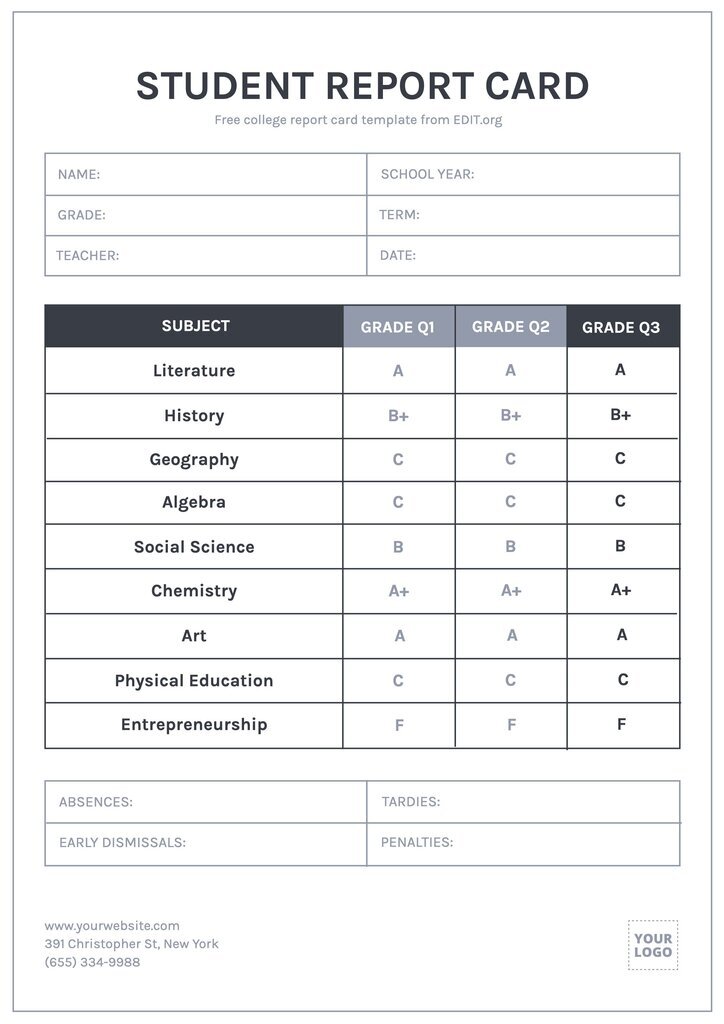 STUDENT REPORT CARD
Free college report card template from EDIT.org
NAME: SCHOOL YEAR:
GRADE: TERM:
TEACHER: DATE:
SUBJECT GRADE Q1 GRADE Q2 GRADE Q3
Literature A A A
History B+ B+ B+
Geography C C C
Algebra C C C
Social Science B B B
Chemistry A+ A+ A+
Art A A A
Physical Education C C C
Entrepreneurship F F F
ABSENCES: TARDIES:
EARLY DISMISSALS: PENALTIES:
www.yourwebsite.com
391 Christopher St, New York
(655) 334-9988
YOUR
LOGO